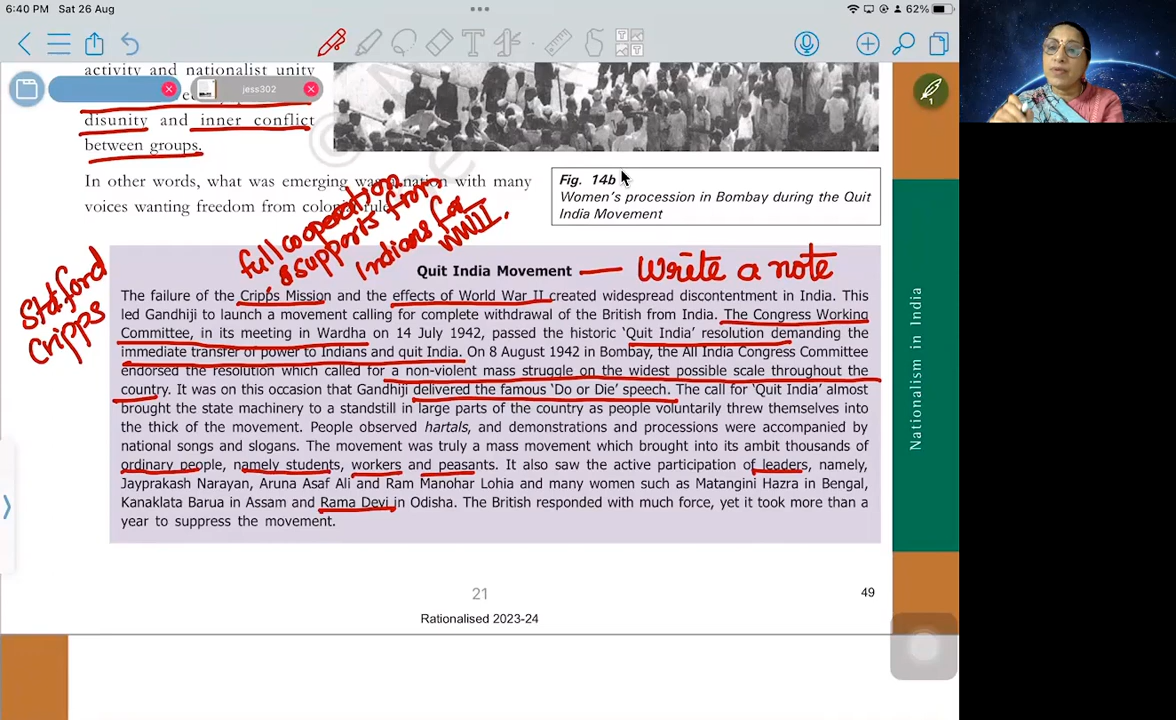 6:40 PM Sat 26 Aug
62%
activity and nationalist unity
jess302
disunity and inner conflict
between groups.
In other words, what was emerging was a nation with many
voices wanting freedom from colonial rule.
Fig. 14b
Women's procession in Bombay during the Quit
India Movement
full cooperation
& supports from
Indians for
WWII.
Stafford
Cripps
Quit India Movement — Write a note
The failure of the Cripps Mission and the effects of World War II created widespread discontentment in India. This
led Gandhiji to launch a movement calling for complete withdrawal of the British from India. The Congress Working
Committee, in its meeting in Wardha on 14 July 1942, passed the historic 'Quit India' resolution demanding the
immediate transfer of power to Indians and quit India. On 8 August 1942 in Bombay, the All India Congress Committee
endorsed the resolution which called for a non-violent mass struggle on the widest possible scale throughout the
country. It was on this occasion that Gandhiji delivered the famous 'Do or Die' speech. The call for 'Quit India' almost
brought the state machinery to a standstill in large parts of the country as people voluntarily threw themselves into
the thick of the movement. People observed hartals, and demonstrations and processions were accompanied by
national songs and slogans. The movement was truly a mass movement which brought into its ambit thousands of
ordinary people, namely students, workers and peasants. It also saw the active participation of leaders, namely,
Jayprakash Narayan, Aruna Asaf Ali and Ram Manohar Lohia and many women such as Matangini Hazra in Bengal,
Kanaklata Barua in Assam and Rama Devi in Odisha. The British responded with much force, yet it took more than a
year to suppress the movement.
Nationalism in India
21
49
Rationalised 2023-24
1